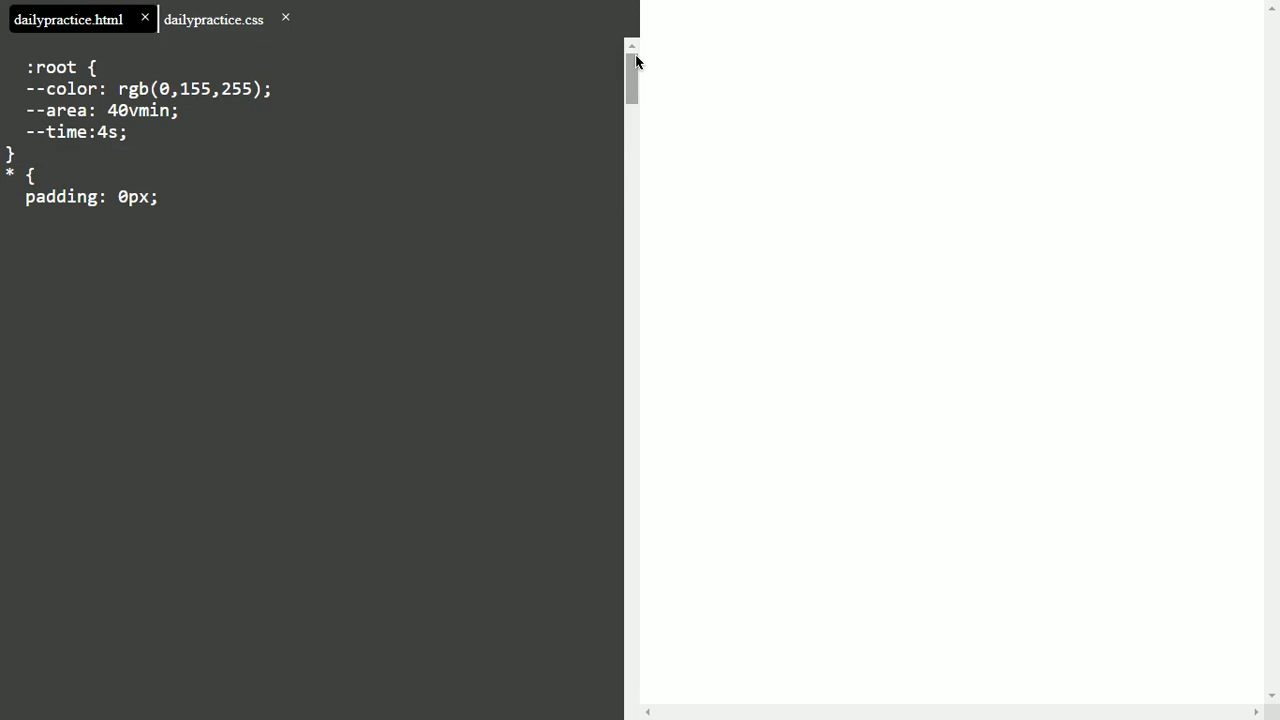 dailypractice.html × dailypractice.css ×
:root {
--color: rgb(0,155,255);
--area: 40vmin;
--time:4s;
}
* {
padding: 0px;